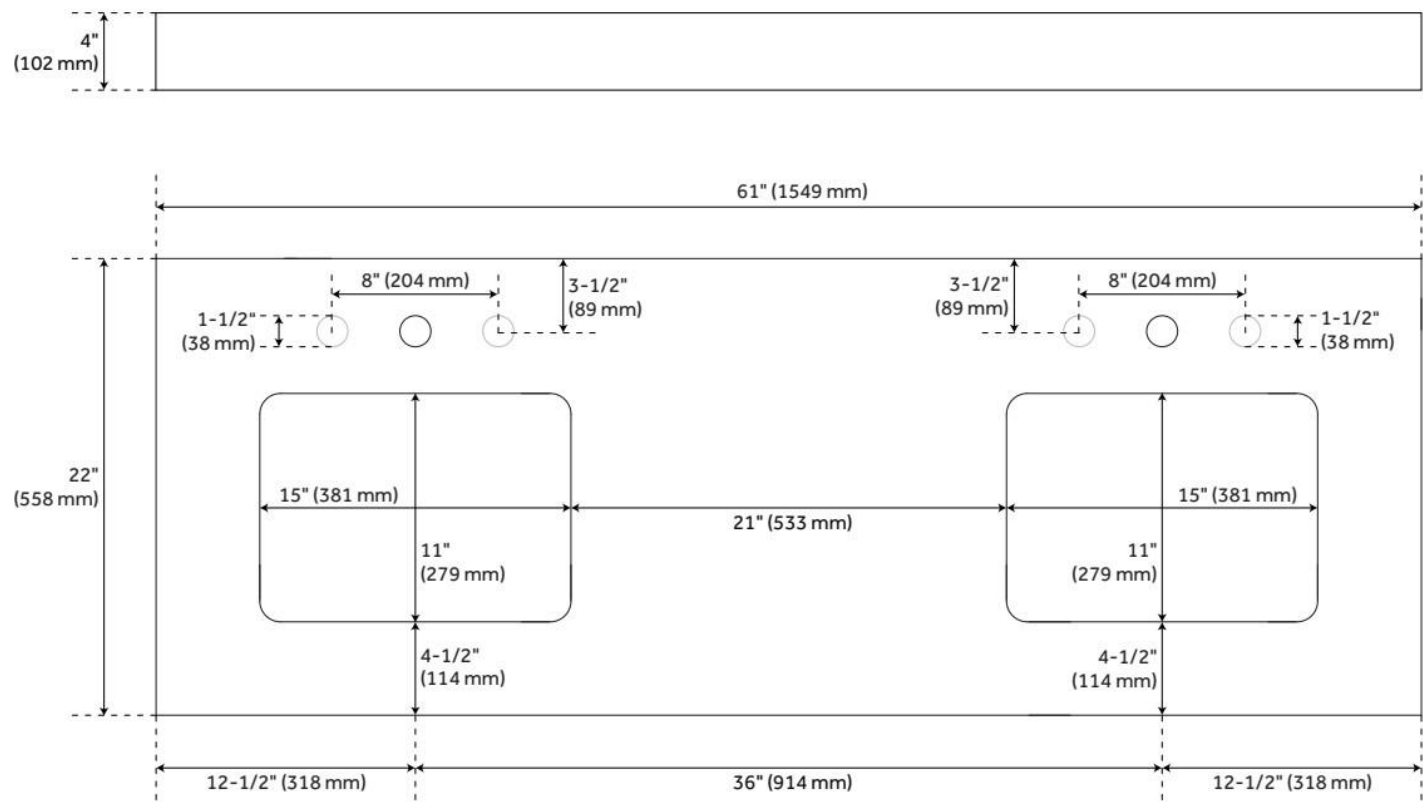 4"
(102 mm)
61" (1549 mm)
8" (204 mm)
3-1/2"
(89 mm)
3-1/2"
(89 mm)
8" (204 mm)
1-1/2"
(38 mm)
1-1/2"
(38 mm)
22"
(558 mm)
15" (381 mm)
21" (533 mm)
15" (381 mm)
11"
(279 mm)
11"
(279 mm)
4-1/2"
(114 mm)
4-1/2"
(114 mm)
12-1/2" (318 mm)
36" (914 mm)
12-1/2" (318 mm)